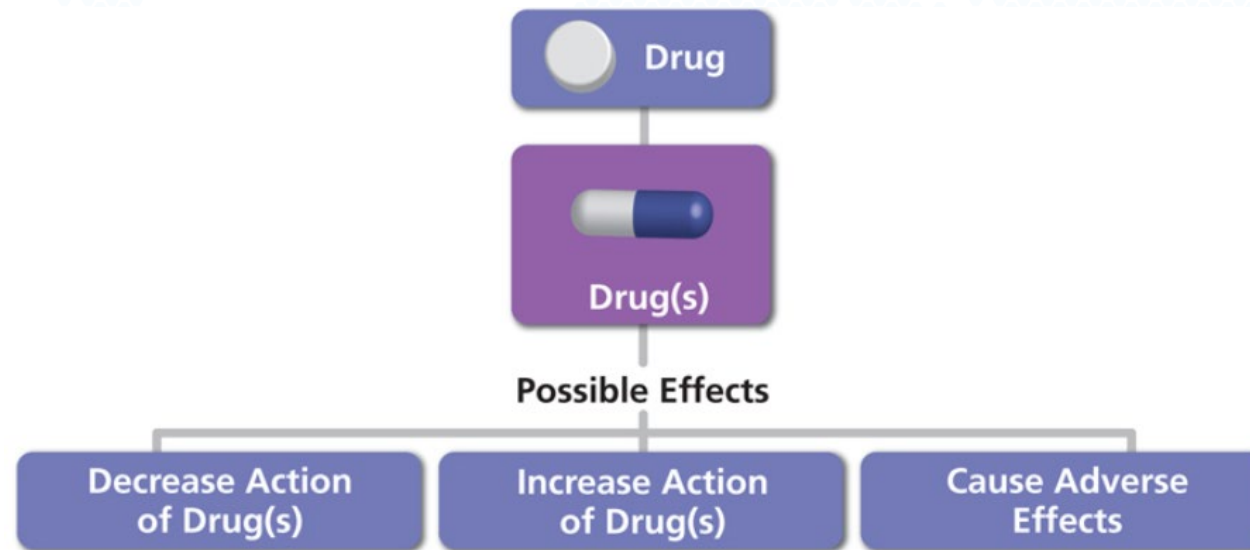 Drug
Drug(s)
Possible Effects
Decrease Action
of Drug(s)
Increase Action
of Drug(s)
Cause Adverse
Effects